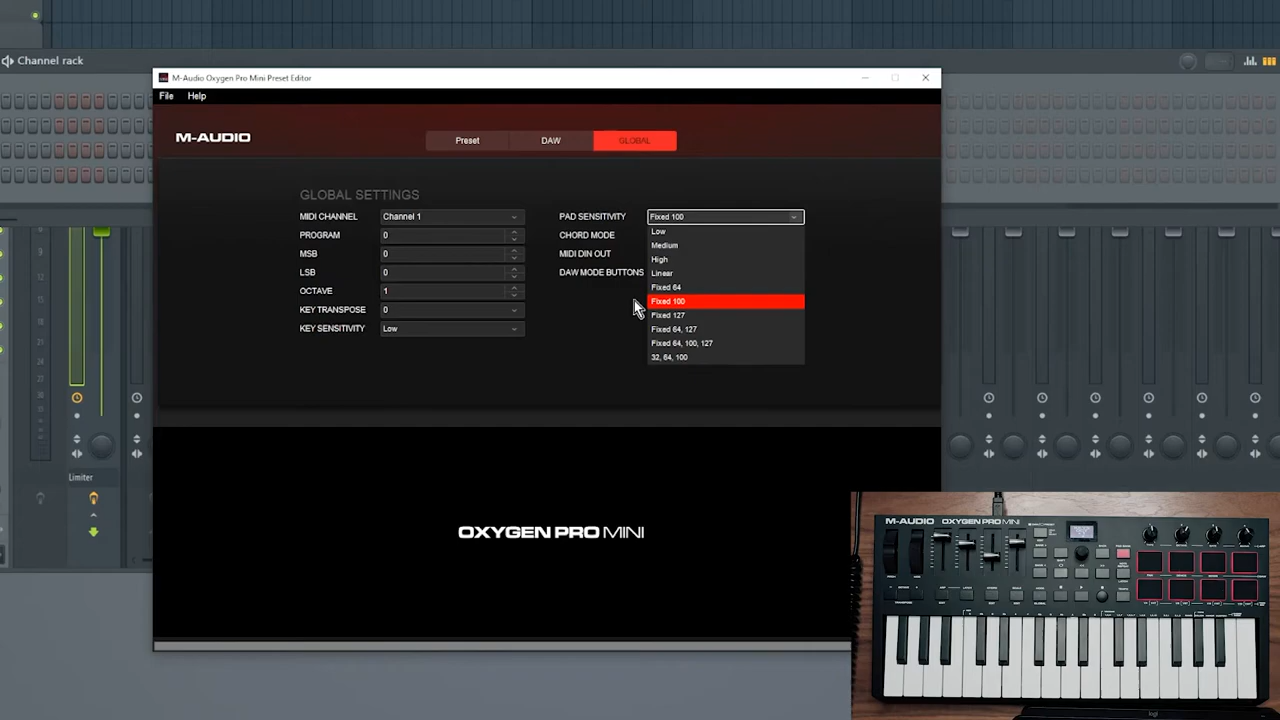 Channel rack
M-Audio Oxygen Pro Mini Preset Editor
File Help
M-AUDIO
Preset DAW GLOBAL
GLOBAL SETTINGS
MIDI CHANNEL Channel 1
PROGRAM 0
MSB 0
LSB 0
OCTAVE 1
KEY TRANSPOSE 0
KEY SENSITIVITY Low
PAD SENSITIVITY Fixed 100
CHORD MODE
MIDI DIN OUT
DAW MODE BUTTONS
Low
Medium
High
Linear
Fixed 64
Fixed 100
Fixed 127
Fixed 64, 127
Fixed 64, 100, 127
32, 64, 100
OXYGEN PRO MINI
Limiter
M-AUDIO OXYGEN PRO MINI